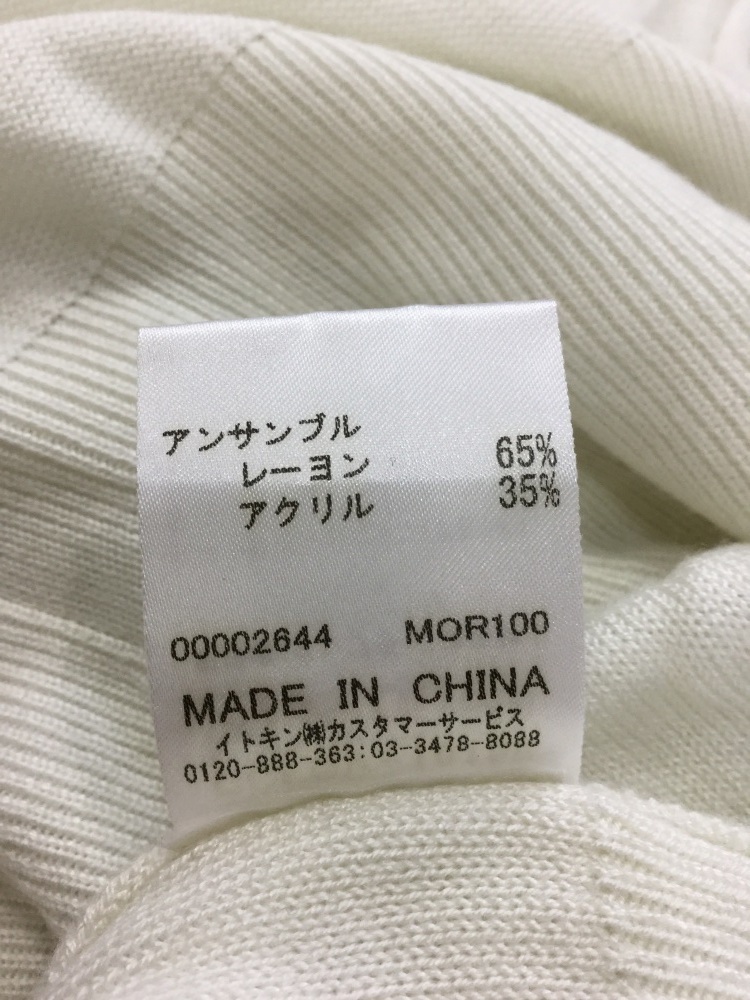 アンサンブル
レーヨン 65%
アクリル 35%
00002644 MOR100
MADE IN CHINA
イトキン㈱カスタマーサービス
0120-888-363:03-3478-8088